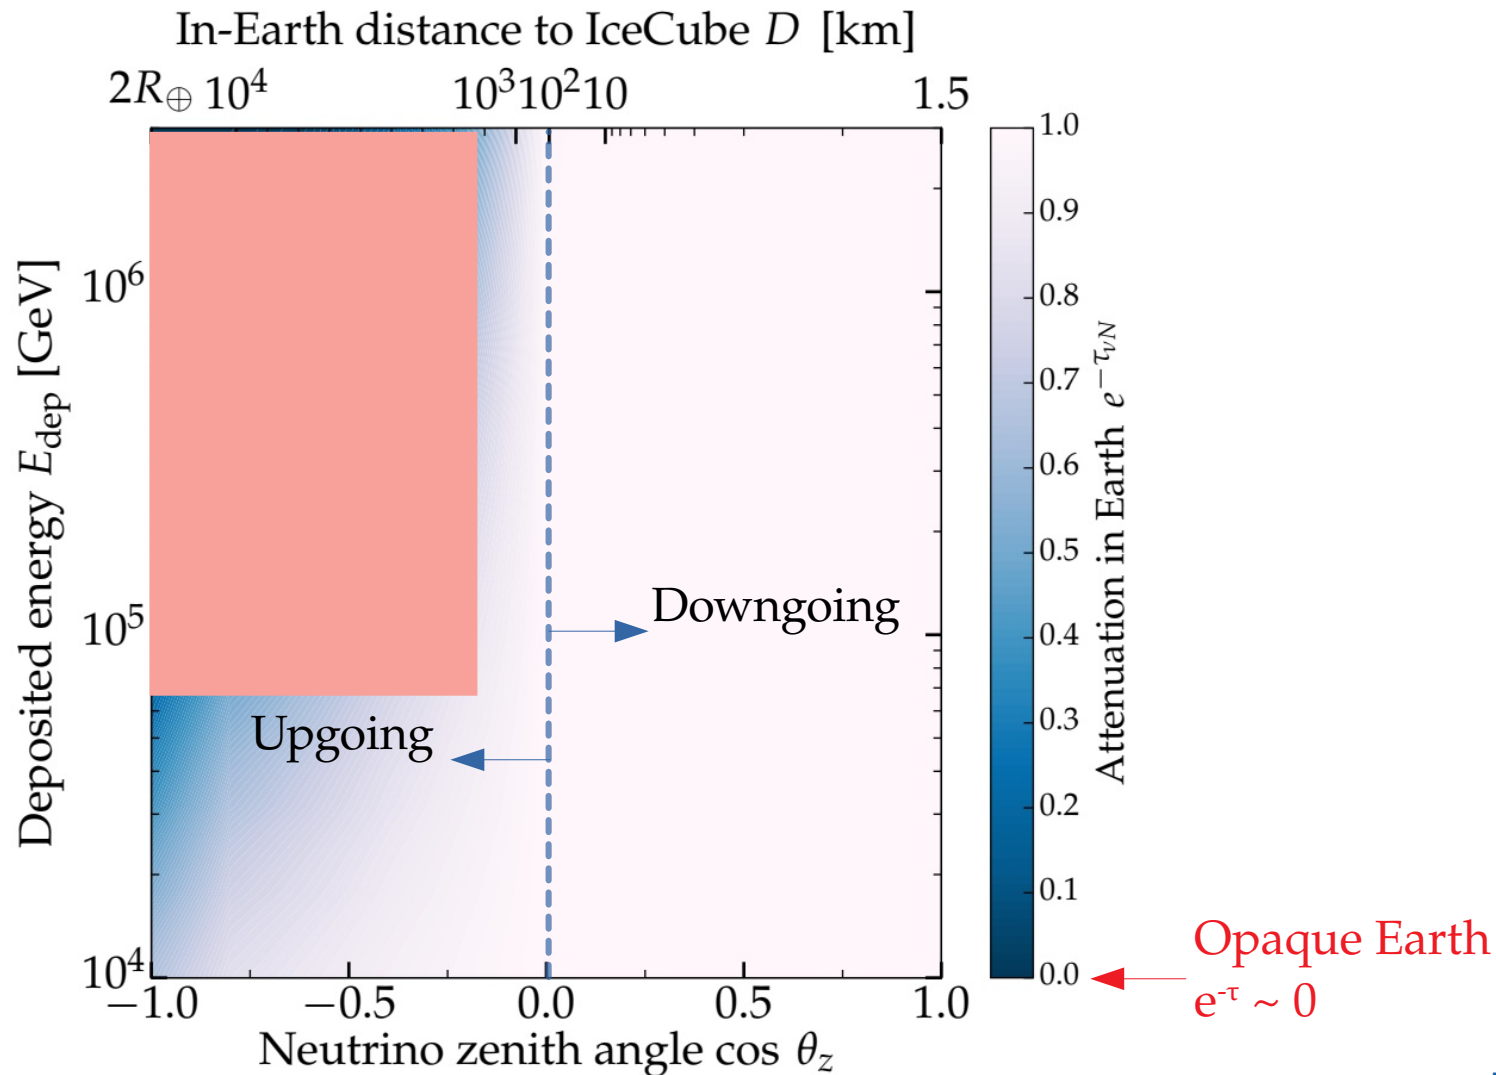 In-Earth distance to IceCube D [km]
2R⊕ 10⁴ 10³10²10 1.5
Deposited energy E_dep [GeV]
10⁶
10⁵
10⁴
Downgoing
Upgoing
−1.0 −0.5 0.0 0.5 1.0
Neutrino zenith angle cos θ_z
1.0
0.9
0.8
0.7
0.6
0.5
0.4
0.3
0.2
0.1
0.0
Attenuation in Earth e^{−τ_{νN}}
Opaque Earth
e^{-τ} ~ 0